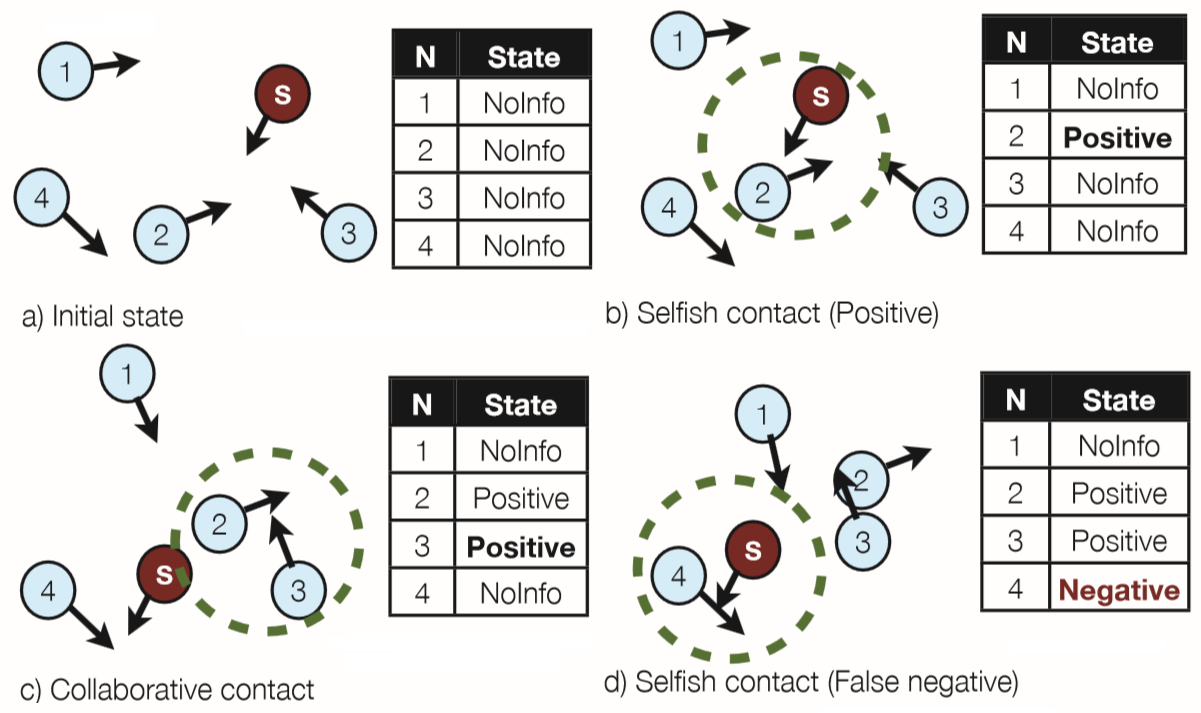 1
S
4
2
3
N State
1 NoInfo
2 NoInfo
3 NoInfo
4 NoInfo
a) Initial state
1
S
2
4
3
N State
1 NoInfo
2 Positive
3 NoInfo
4 NoInfo
b) Selfish contact (Positive)
1
2
S
4
3
N State
1 NoInfo
2 Positive
3 Positive
4 NoInfo
c) Collaborative contact
1
2
S
3
4
N State
1 NoInfo
2 Positive
3 Positive
4 Negative
d) Selfish contact (False negative)